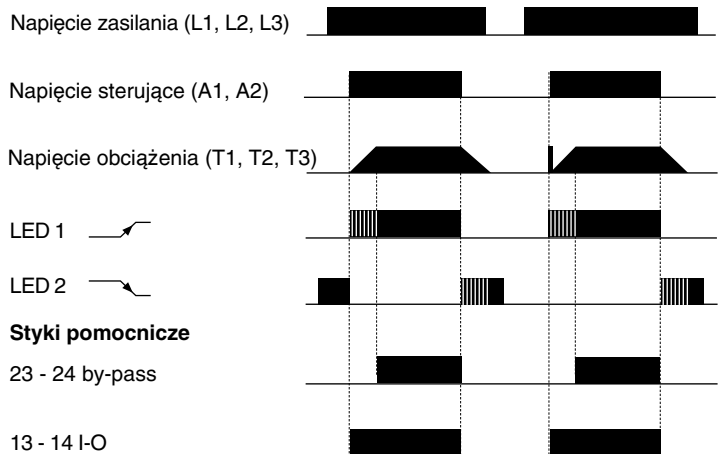 Napięcie zasilania (L1, L2, L3)
Napięcie sterujące (A1, A2)
Napięcie obciążenia (T1, T2, T3)
LED 1
LED 2
Styki pomocnicze
23 - 24 by-pass
13 - 14 I-O